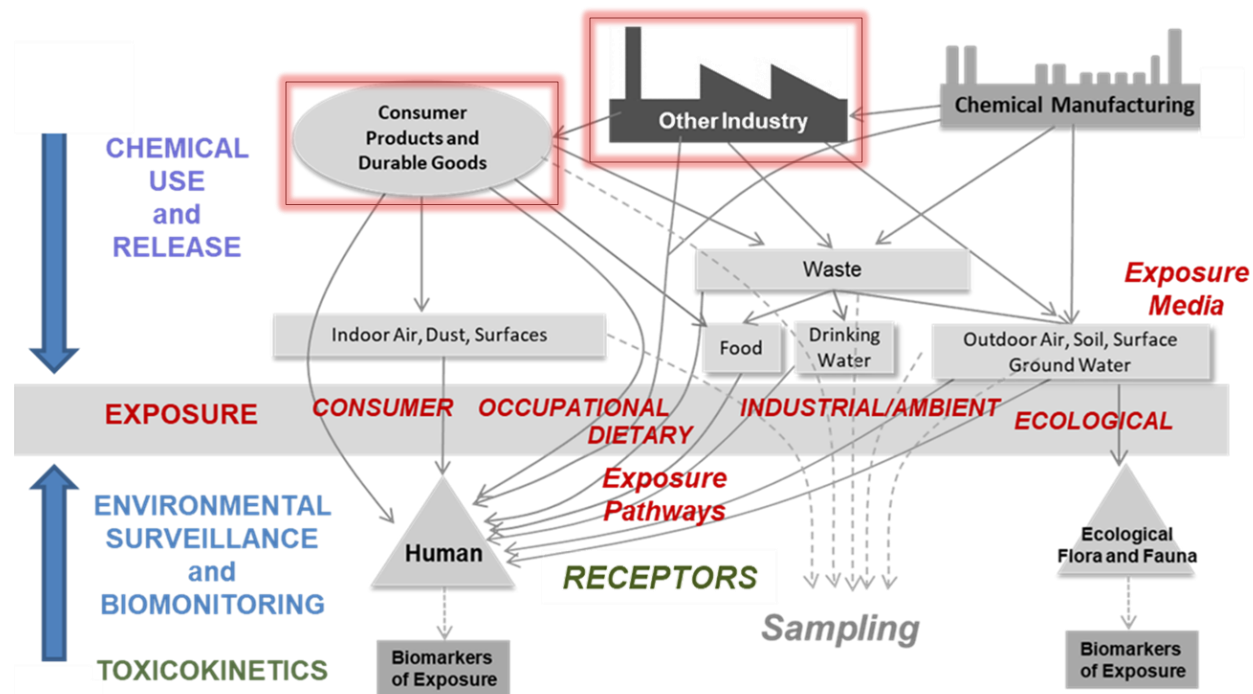 Consumer
Products and
Durable Goods
Other Industry
Chemical Manufacturing
CHEMICAL
USE
and
RELEASE
Waste
Exposure
Media
Indoor Air, Dust, Surfaces
Food
Drinking
Water
Outdoor Air, Soil, Surface
Ground Water
EXPOSURE
CONSUMER
OCCUPATIONAL
DIETARY
INDUSTRIAL/AMBIENT
ECOLOGICAL
Exposure
Pathways
ENVIRONMENTAL
SURVEILLANCE
and
BIOMONITORING
Human
RECEPTORS
Ecological
Flora and Fauna
Sampling
TOXICOKINETICS
Biomarkers
of Exposure
Biomarkers
of Exposure